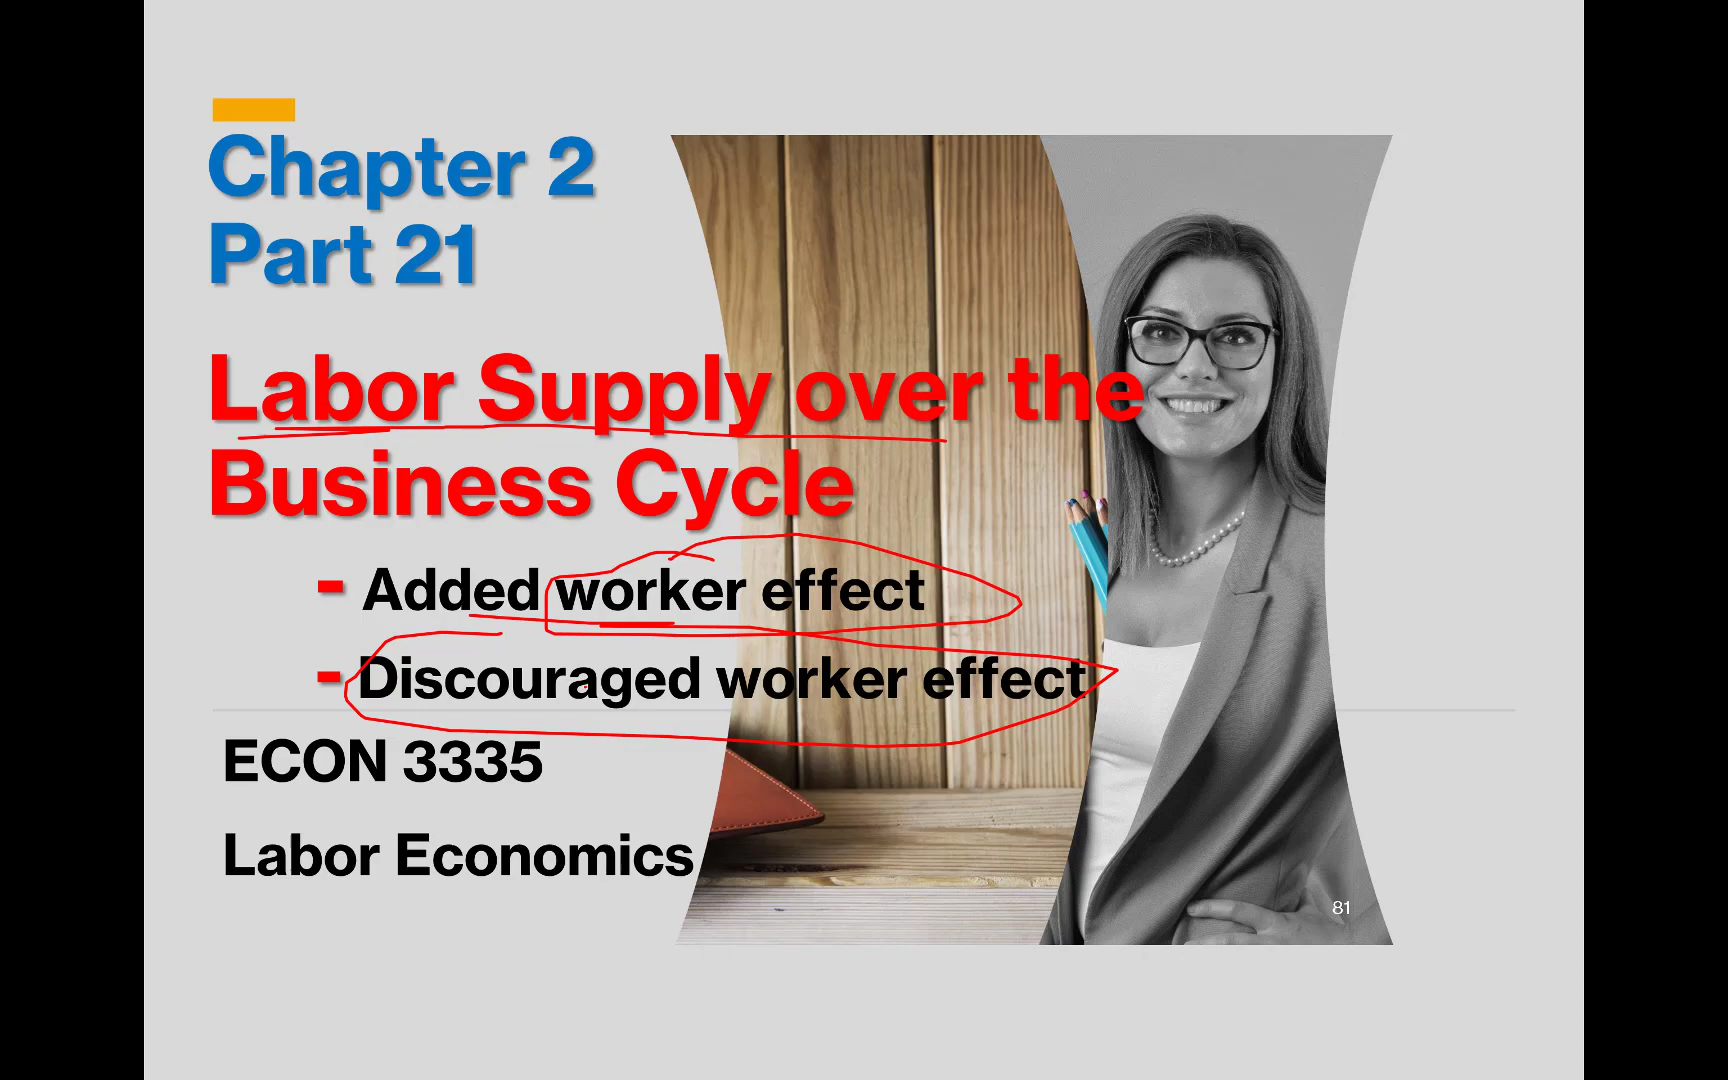 Chapter 2
Part 21
Labor Supply over the
Business Cycle
- Added worker effect
- Discouraged worker effect
ECON 3335
Labor Economics
81